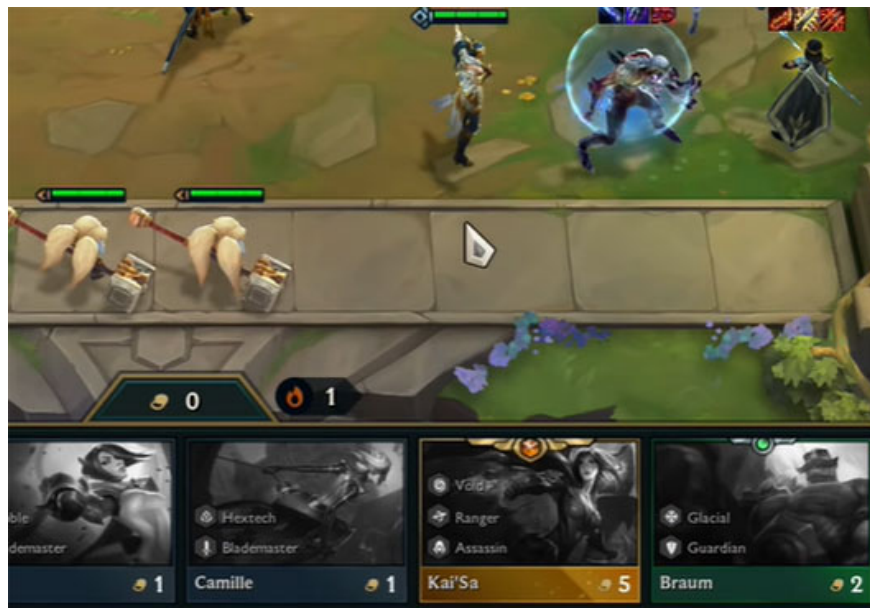 0
1
ble
demaster
1
Hextech
Blademaster
Camille
1
Void
Ranger
Assassin
Kai'Sa
5
Glacial
Guardian
Braum
2